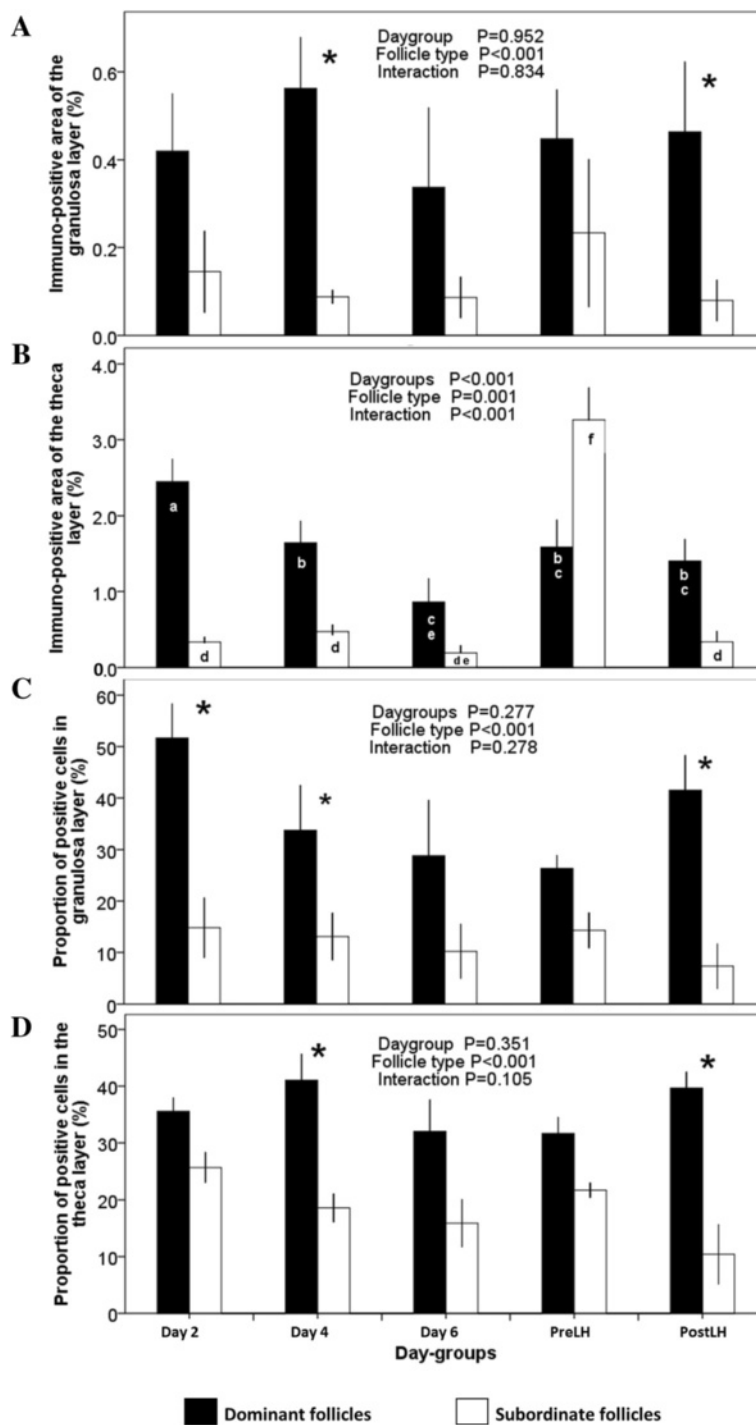 A
Immuno-positive area of the
granulosa layer (%)
0.6
0.4
0.2
0.0
Daygroup P=0.952
Follicle type P<0.001
Interaction P=0.834
*
*
B
Immuno-positive area of the theca
layer (%)
4.0
3.0
2.0
1.0
0.0
Daygroups P<0.001
Follicle type P=0.001
Interaction P<0.001
a
d
b
d
c
e
d e
b
c
f
b
c
d
C
Proportion of positive cells in
granulosa layer (%)
60
50
40
30
20
10
0
Daygroups P=0.277
Follicle type P<0.001
Interaction P=0.278
*
*
*
D
Proportion of positive cells in the
theca layer (%)
50
40
30
20
10
0
Daygroup P=0.351
Follicle type P<0.001
Interaction P=0.105
*
*
Day 2 Day 4 Day 6 PreLH PostLH
Day-groups
Dominant follicles Subordinate follicles